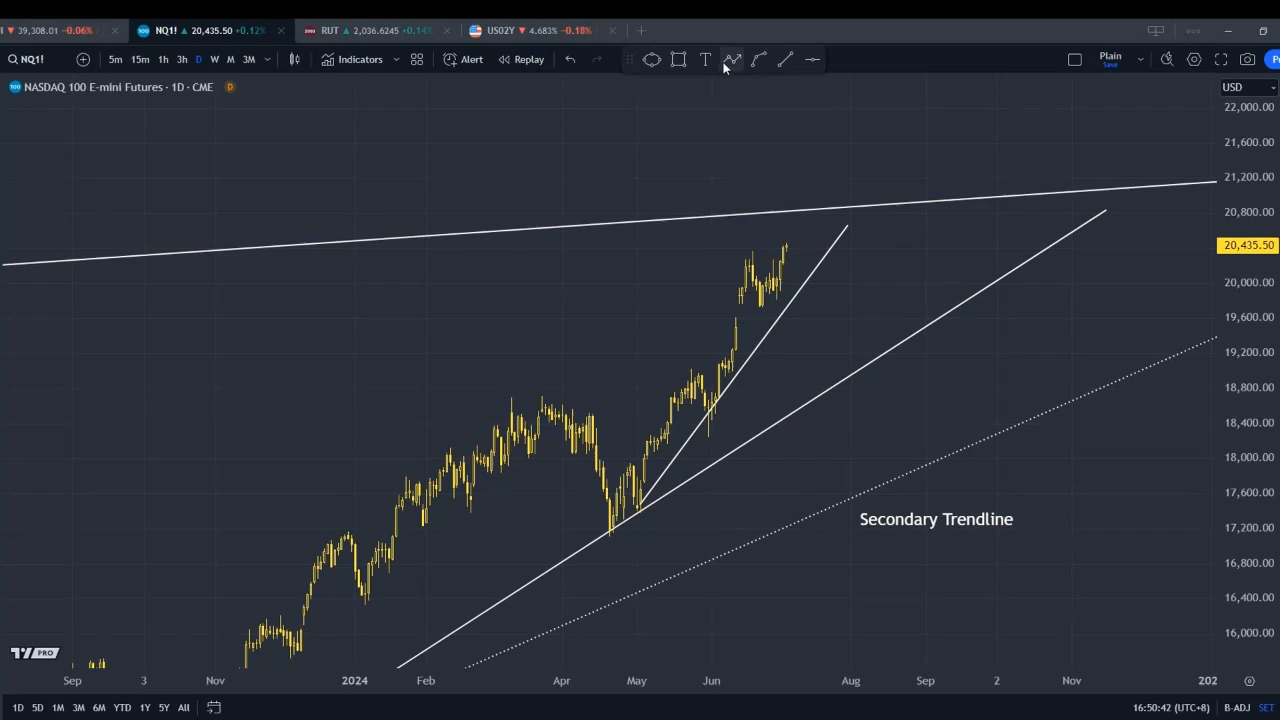 39,308.01 −0.06%
NQ1! 20,435.50 +0.12%
RUT 2,036.6245 +0.14%
US02Y 4.683% −0.18%
NQ1!
5m 15m 1h 3h D W M 3M
Indicators
Alert
Replay
Plain
Save
NASDAQ 100 E-mini Futures · 1D · CME D
USD
22,000.00
21,600.00
21,200.00
20,800.00
20,435.50
20,000.00
19,600.00
19,200.00
18,800.00
18,400.00
18,000.00
17,600.00
17,200.00
16,800.00
16,400.00
16,000.00
Secondary Trendline
PRO
Sep 3 Nov 2024 Feb Apr May Jun Aug Sep 2 Nov 202
1D 5D 1M 3M 6M YTD 1Y 5Y All
16:50:42 (UTC+8) B-ADJ SET